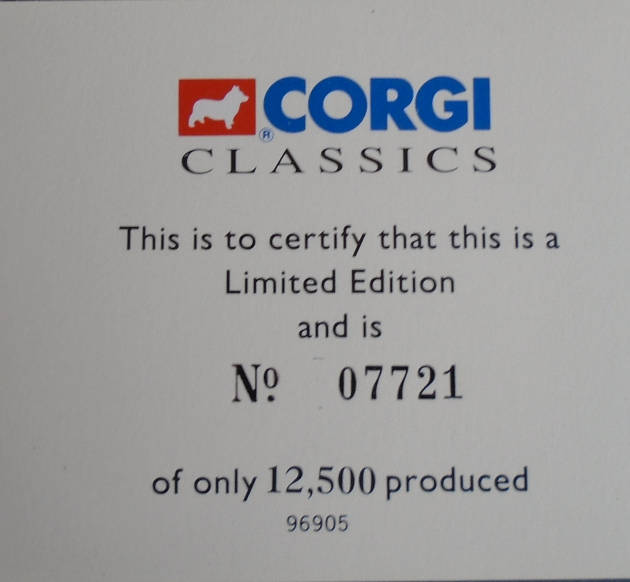 CORGI
®
CLASSICS
This is to certify that this is a
Limited Edition
and is
Nº. 07721
of only 12,500 produced
96905